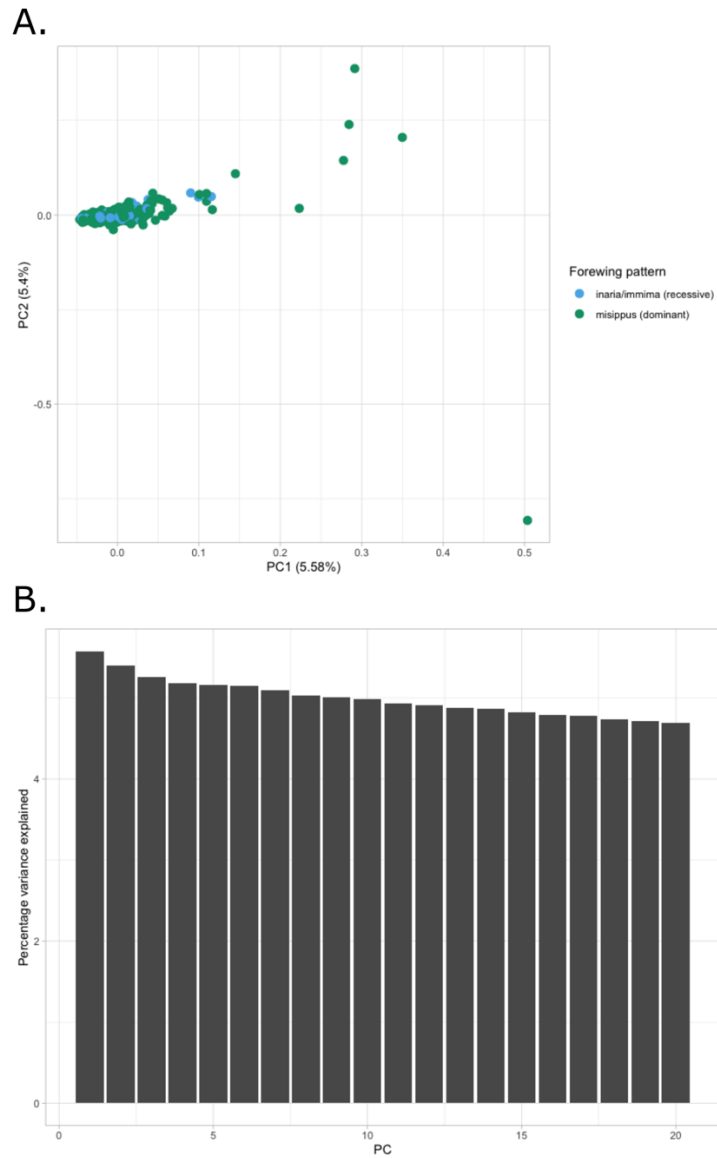 A.
0.0
-0.5
PC2 (5.4%)
0.0 0.1 0.2 0.3 0.4 0.5
PC1 (5.58%)
Forewing pattern
inaria/immima (recessive)
misippus (dominant)
B.
4
2
0
Percentage variance explained
0 5 10 15 20
PC